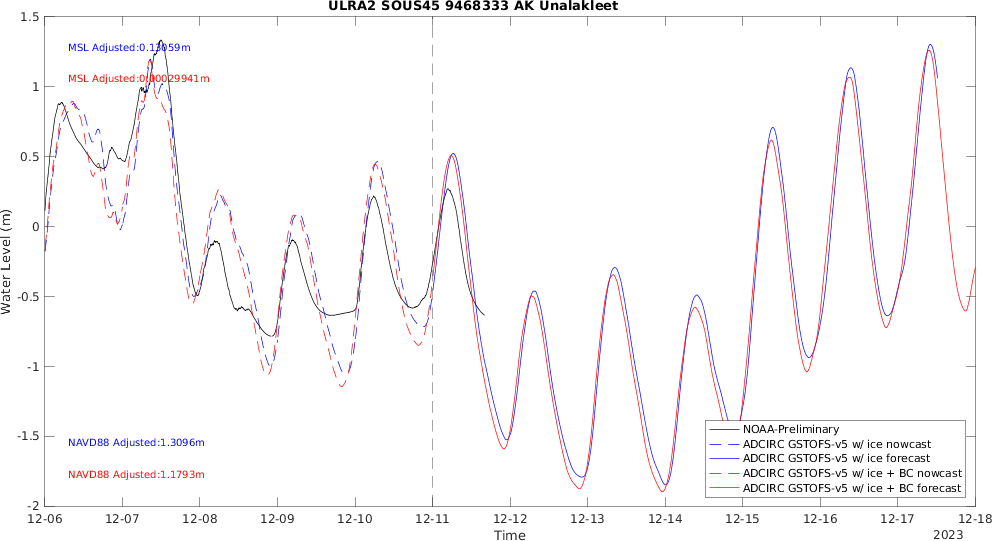 ULRA2 SOUS45 9468333 AK Unalakleet
1.5
MSL Adjusted:0.13059m
MSL Adjusted:0.00029941m
1
0.5
0
-0.5
-1
-1.5
-2
Water Level (m)
NAVD88 Adjusted:1.3096m
NAVD88 Adjusted:1.1793m
NOAA-Preliminary
ADCIRC GSTOFS-v5 w/ ice nowcast
ADCIRC GSTOFS-v5 w/ ice forecast
ADCIRC GSTOFS-v5 w/ ice + BC nowcast
ADCIRC GSTOFS-v5 w/ ice + BC forecast
12-06 12-07 12-08 12-09 12-10 12-11 12-12 12-13 12-14 12-15 12-16 12-17 12-18
Time
2023